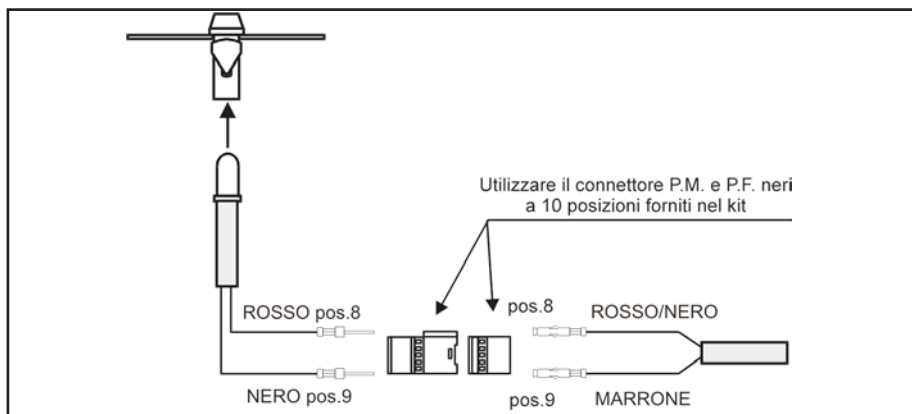 Utilizzare il connettore P.M. e P.F. neri
a 10 posizioni forniti nel kit
ROSSO pos.8
pos.8
ROSSO/NERO
NERO pos.9
pos.9
MARRONE